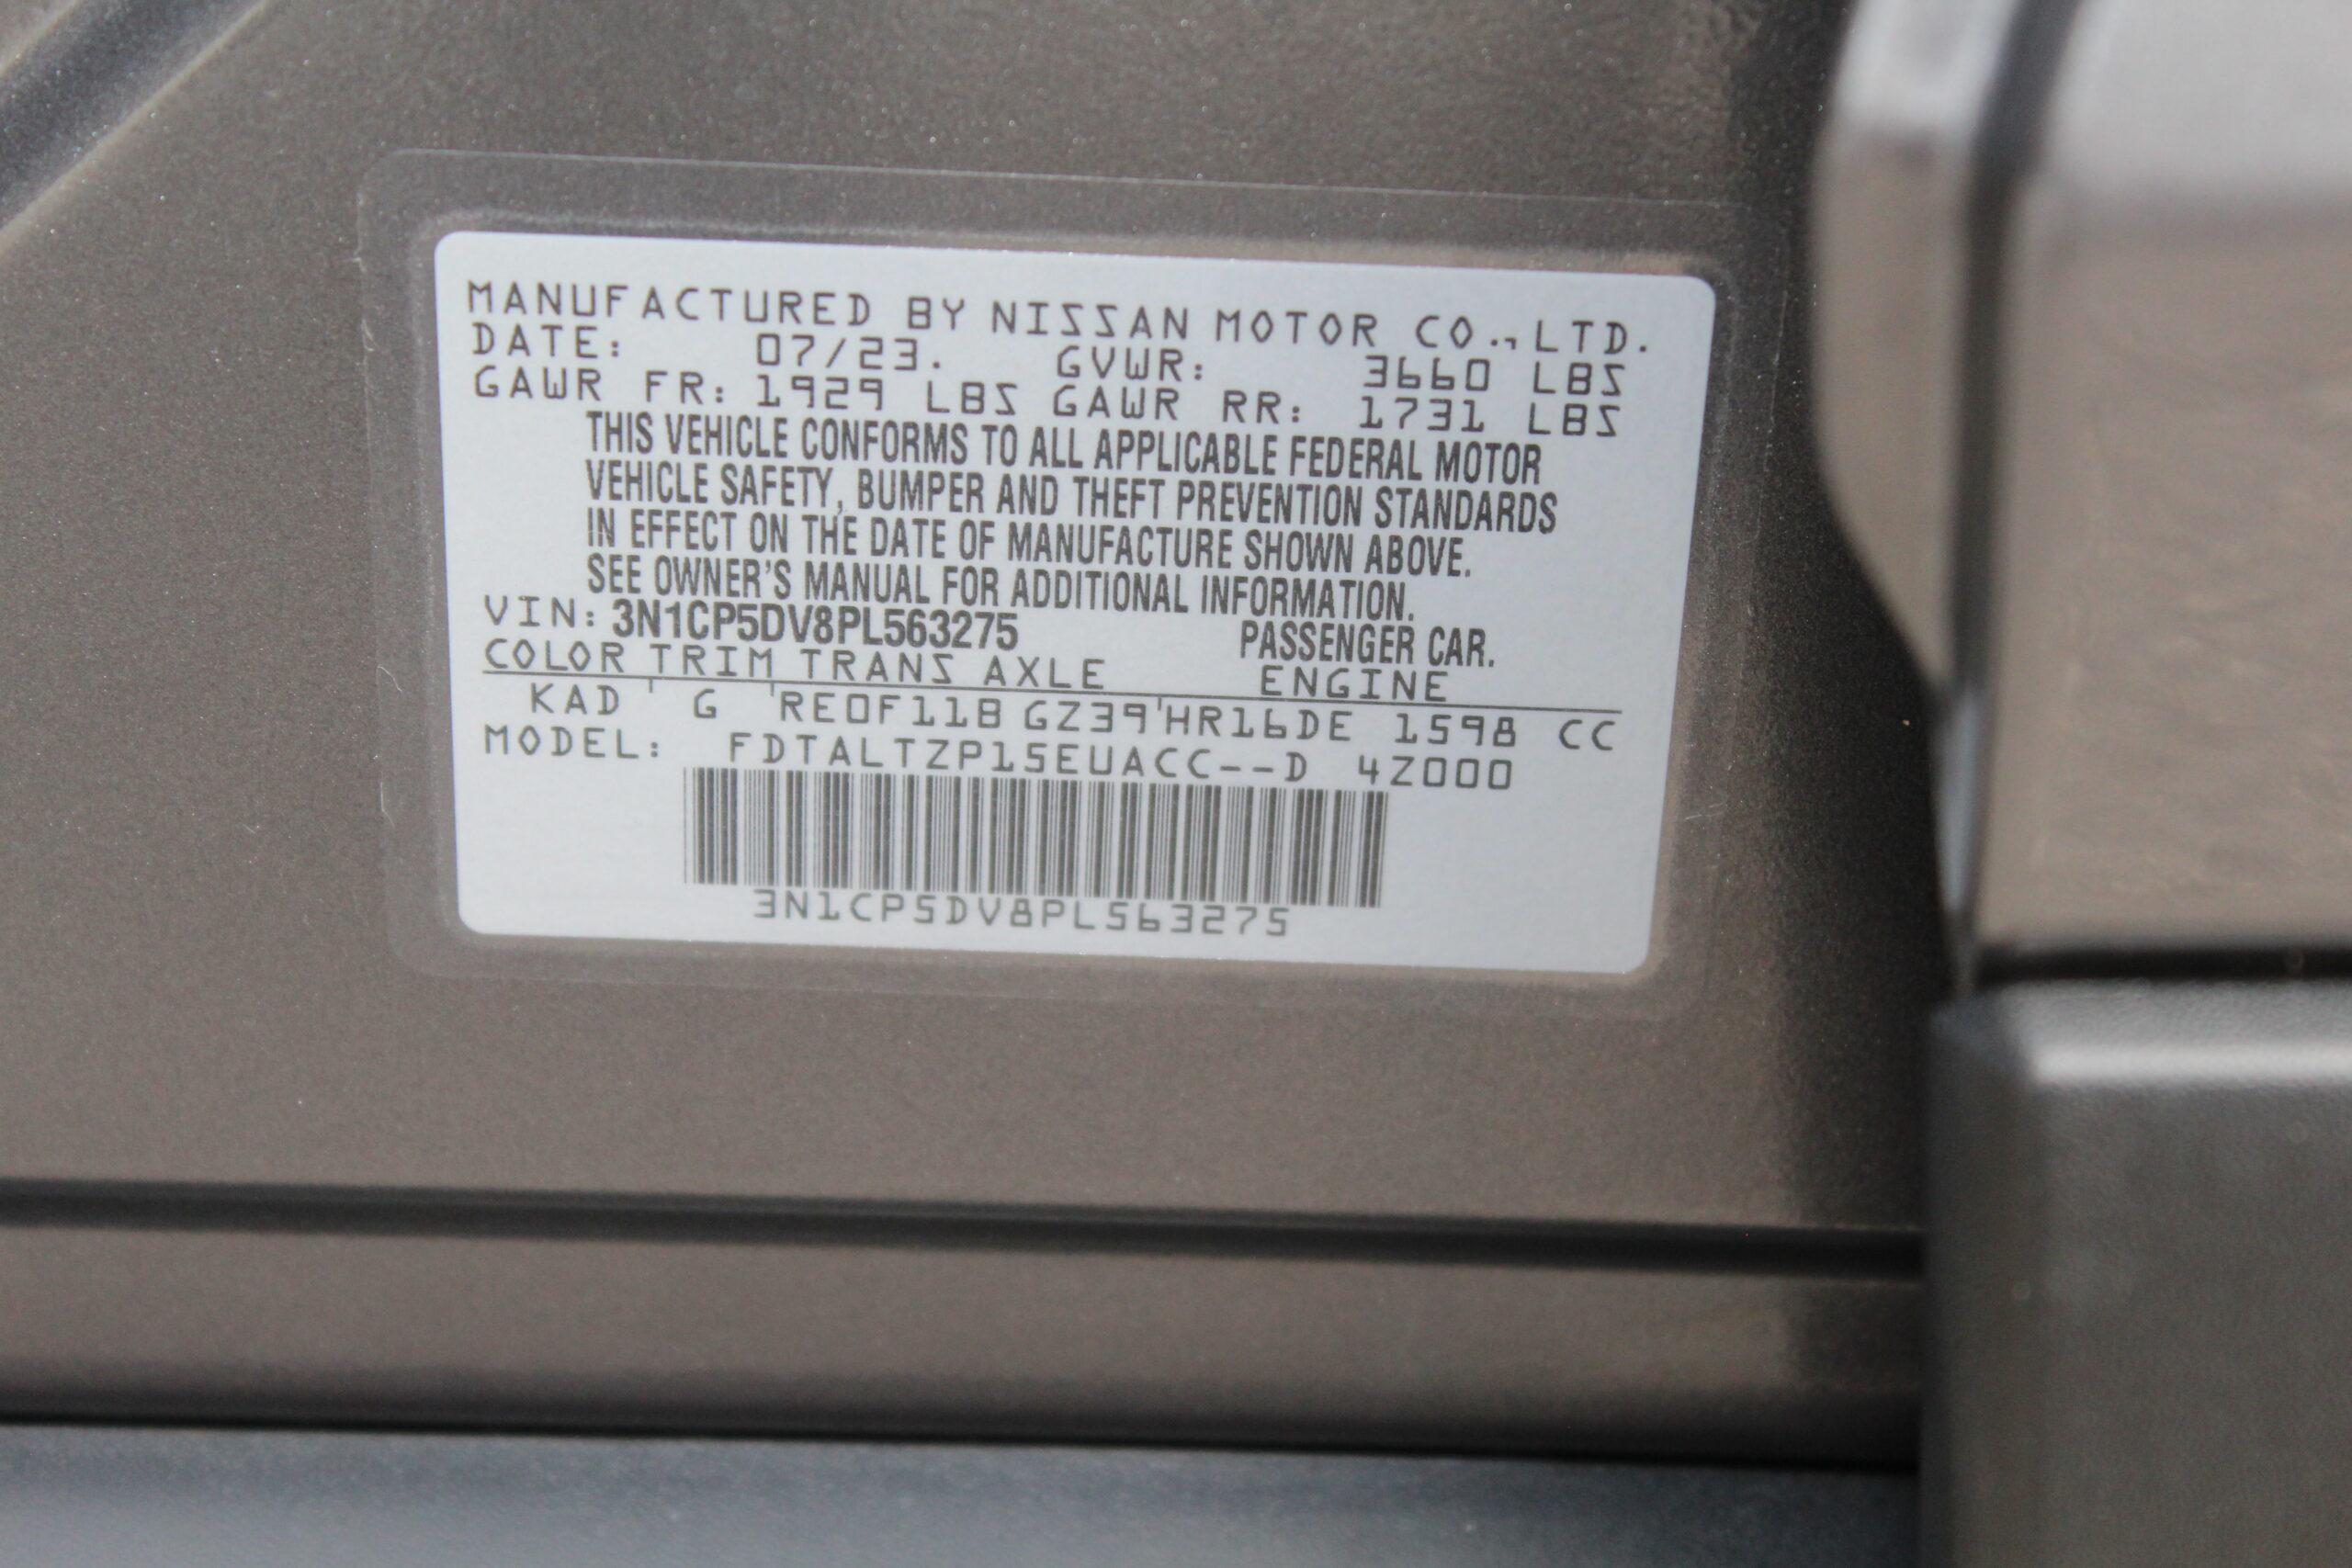 MANUFACTURED BY NISSAN MOTOR CO., LTD.
DATE: 07/23. GVWR: 3660 LBS
GAWR FR: 1929 LBS GAWR RR: 1731 LBS
THIS VEHICLE CONFORMS TO ALL APPLICABLE FEDERAL MOTOR
VEHICLE SAFETY, BUMPER AND THEFT PREVENTION STANDARDS
IN EFFECT ON THE DATE OF MANUFACTURE SHOWN ABOVE.
SEE OWNER'S MANUAL FOR ADDITIONAL INFORMATION.
VIN: 3N1CP5DV8PL563275 PASSENGER CAR.
COLOR TRIM TRANS AXLE ENGINE
KAD G RE0F11B GZ39 HR16DE 1598 CC
MODEL: FDTALTZP15EUACC--D 4Z000
3N1CP5DV8PL563275